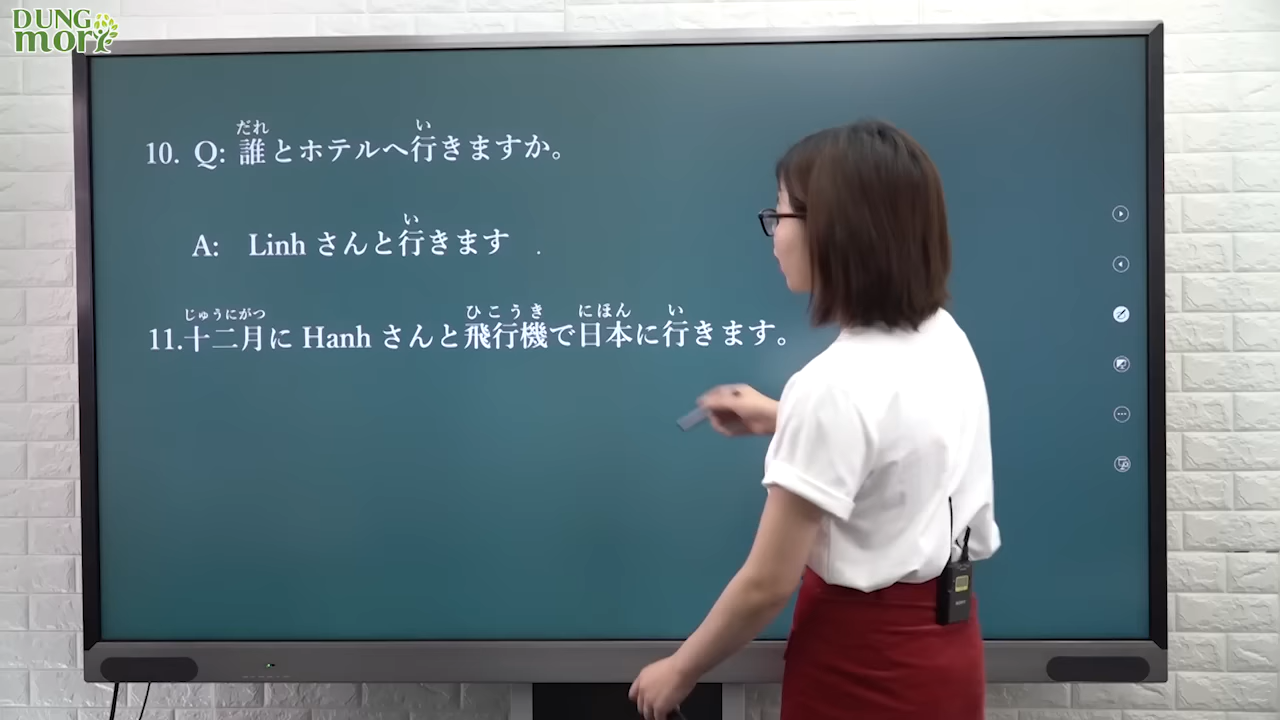 DUNG
mori
だれ い
10. Q: 誰とホテルへ行きますか。
い
A: Linh さんと行きます .
じゅうにがつ ひこうき にほん い
11.十二月に Hanh さんと飛行機で日本に行きます。